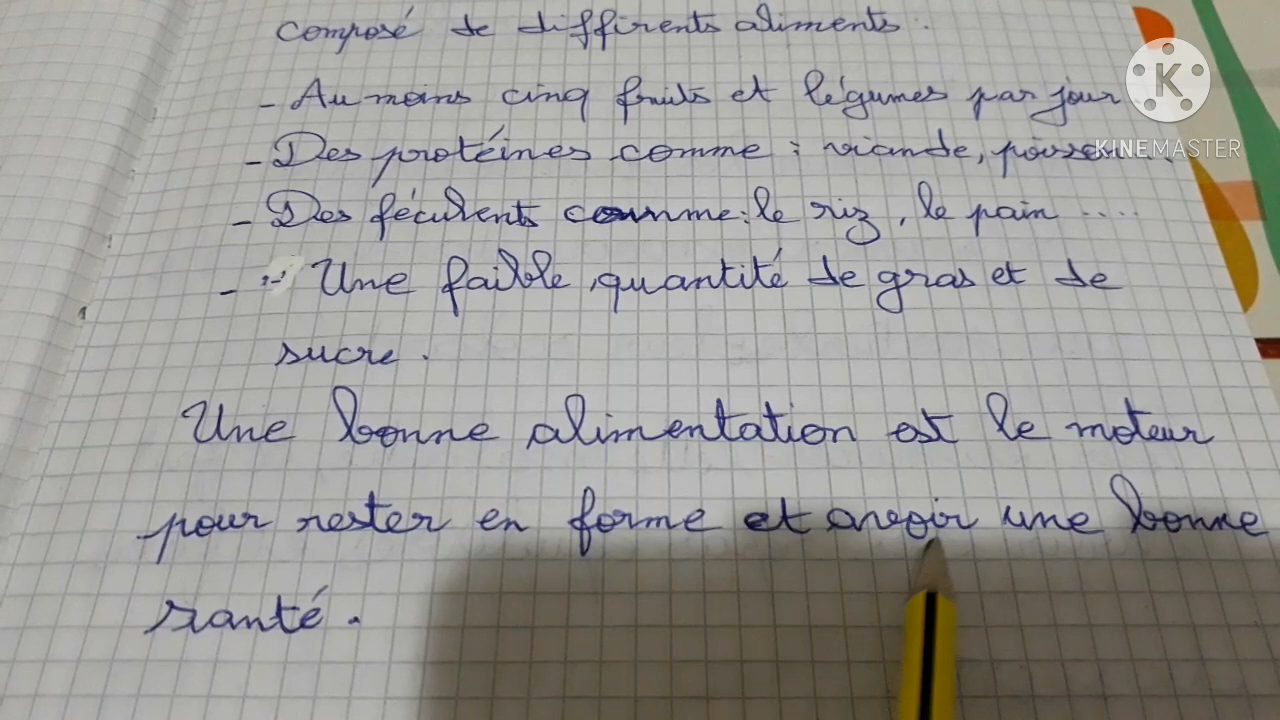 composé de différents aliments :
- Au moins cinq fruits et légumes par jour
- Des protéines comme : viande,
- Des féculents comme : le riz, le pain ....
- Une faible quantité de gras et de
sucre.
Une bonne alimentation est le moteur
pour rester en forme et avoir une bonne
santé.
K
KINEMASTER